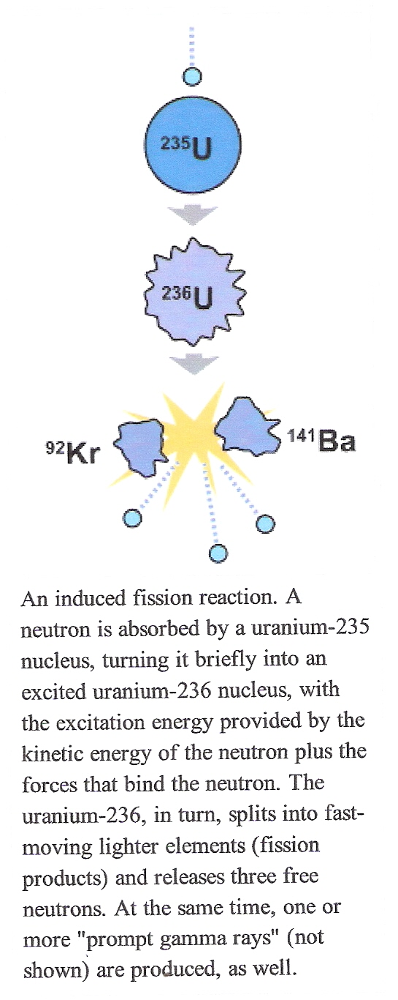 ²³⁵U
²³⁶U
⁹²Kr
¹⁴¹Ba
An induced fission reaction. A
neutron is absorbed by a uranium-235
nucleus, turning it briefly into an
excited uranium-236 nucleus, with
the excitation energy provided by the
kinetic energy of the neutron plus the
forces that bind the neutron. The
uranium-236, in turn, splits into fast-
moving lighter elements (fission
products) and releases three free
neutrons. At the same time, one or
more "prompt gamma rays" (not
shown) are produced, as well.